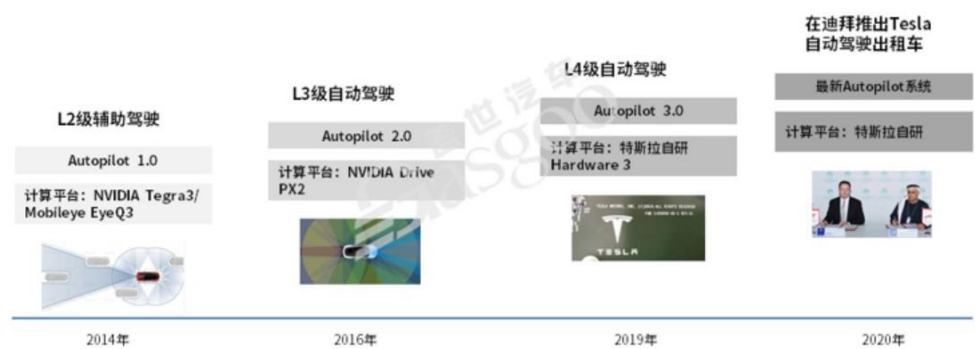 L2级辅助驾驶
Autopilot 1.0
计算平台：NVIDIA Tegra3/
Mobileye EyeQ3
2014年
L3级自动驾驶
Autopilot 2.0
计算平台：NVIDIA Drive
PX2
2016年
L4级自动驾驶
Autopilot 3.0
计算平台：特斯拉自研
Hardware 3
TESLA
2019年
在迪拜推出Tesla
自动驾驶出租车
最新Autopilot系统
计算平台：特斯拉自研
2020年
盖世汽车
Gasgoo